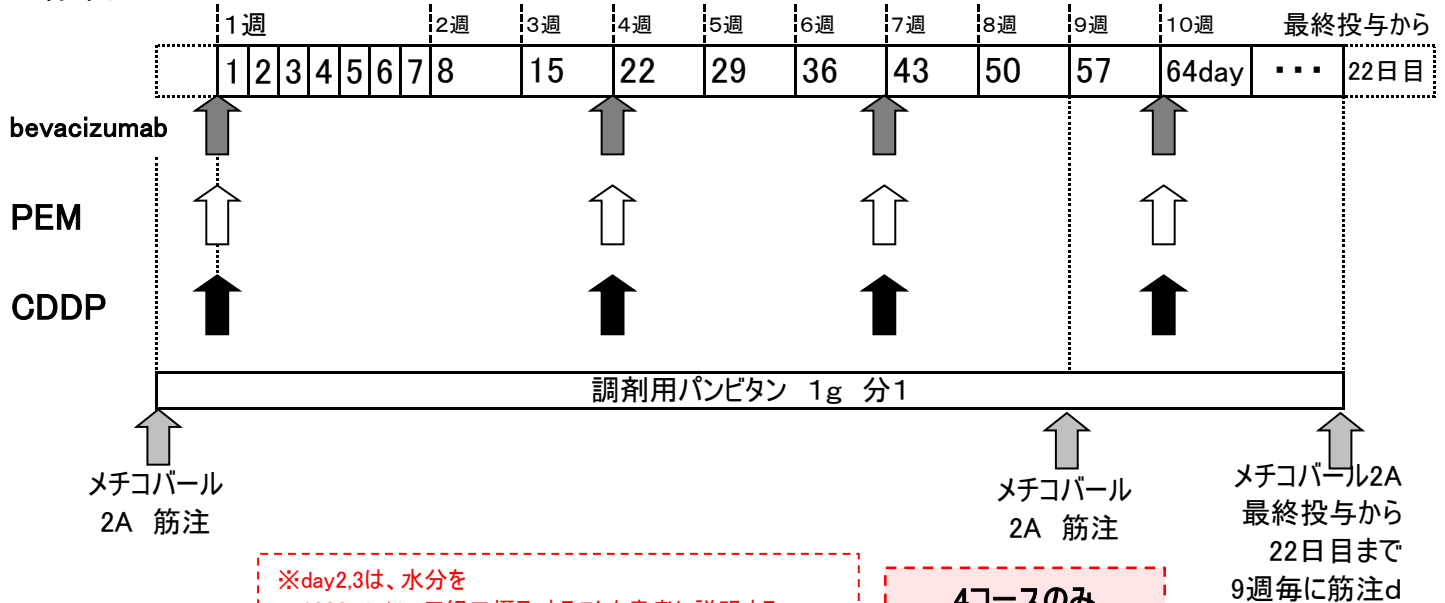 1週 2週 3週 4週 5週 6週 7週 8週 9週 10週 最終投与から
1 2 3 4 5 6 7 8 15 22 29 36 43 50 57 64day ・・・ 22日目
bevacizumab
PEM
CDDP
調剤用パンビタン 1g 分1
メチコバール
2A 筋注
メチコバール
2A 筋注
メチコバール2A
最終投与から
22日目まで
9週毎に筋注d
※day2,3は、水分を
4コースのみ